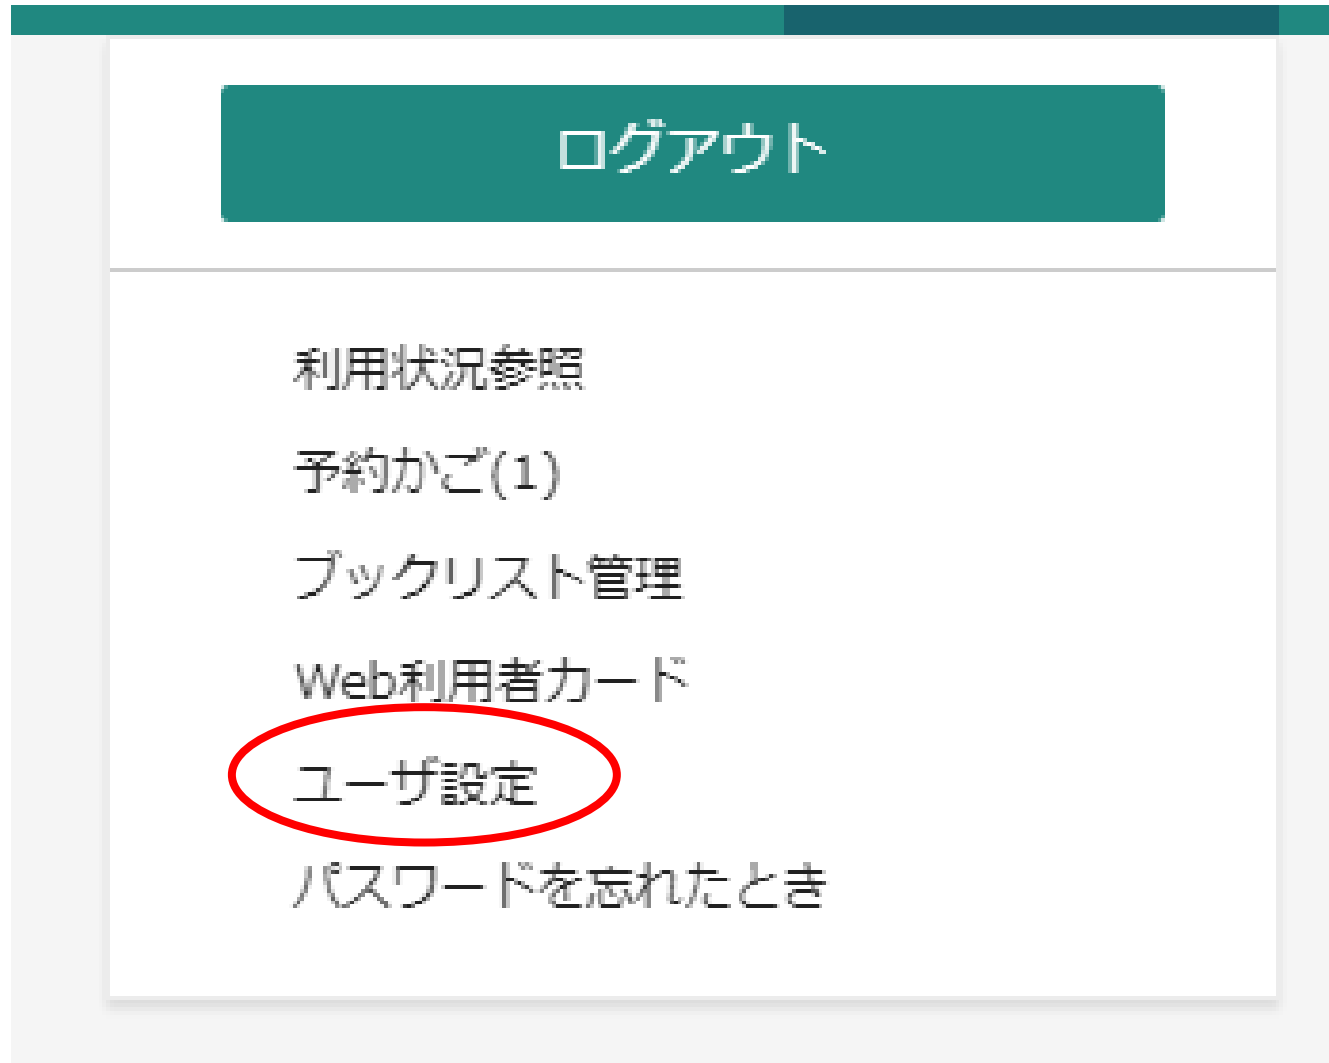 ログアウト
利用状況参照
予約かご(1)
ブックリスト管理
Web利用者カード
ユーザ設定
パスワードを忘れたとき